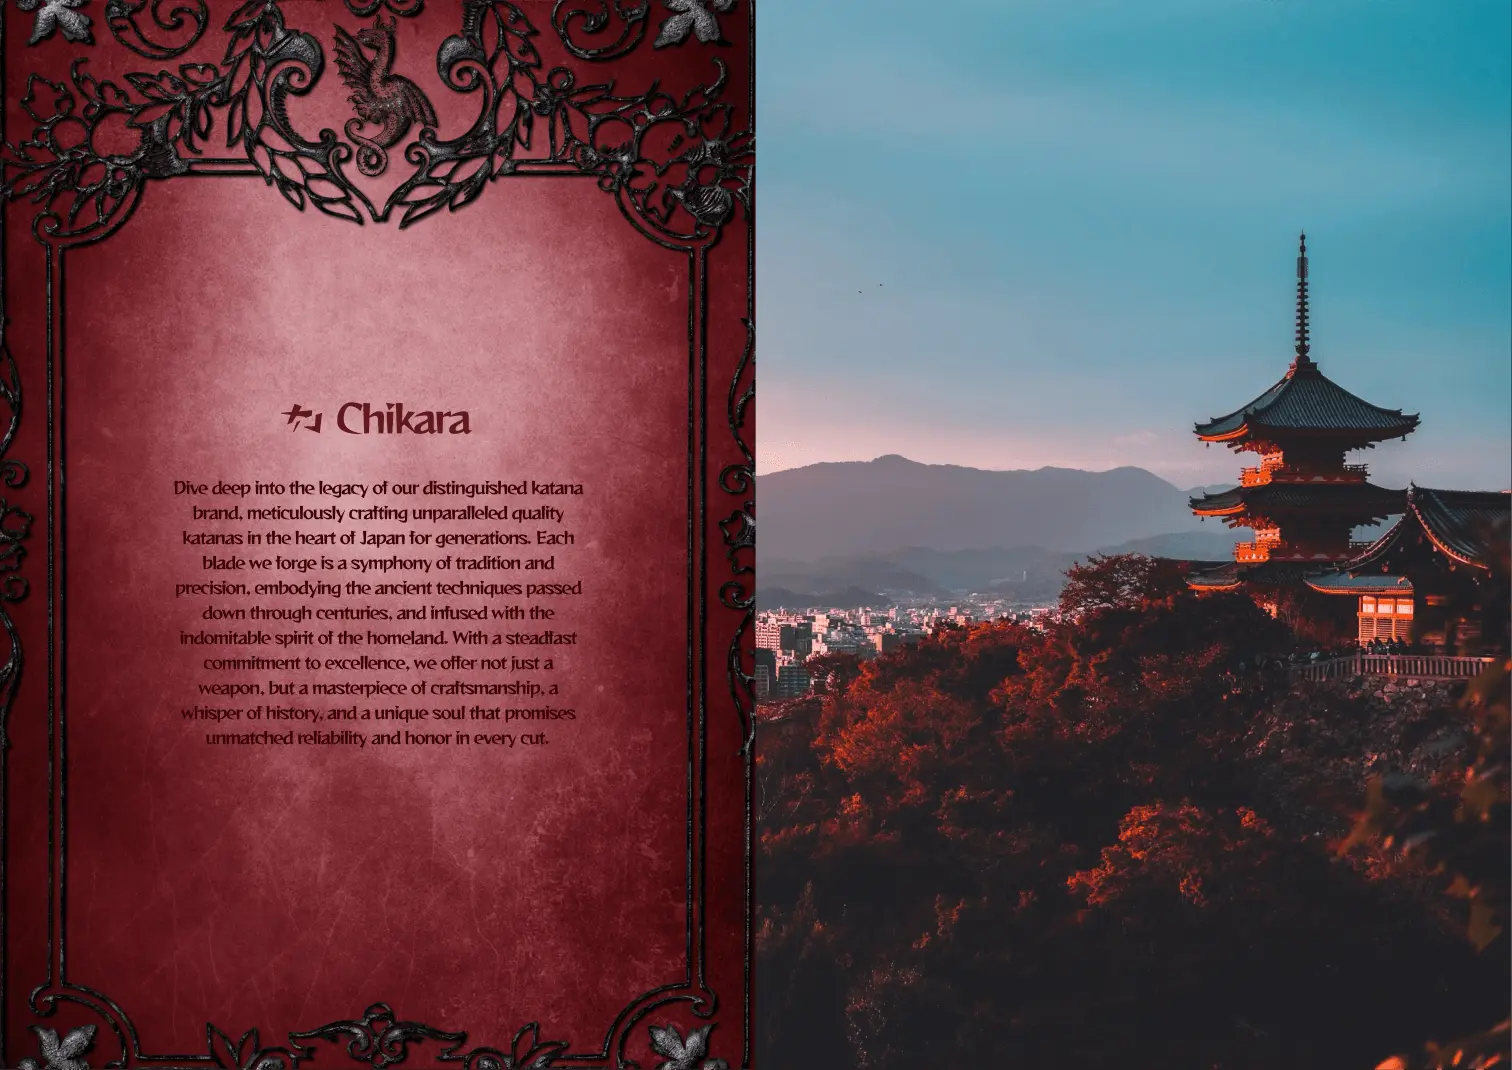 力 Chikara
Dive deep into the legacy of our distinguished katana
brand, meticulously crafting unparalleled quality
katanas in the heart of Japan for generations. Each
blade we forge is a symphony of tradition and
precision, embodying the ancient techniques passed
down through centuries, and infused with the
indomitable spirit of the homeland. With a steadfast
commitment to excellence, we offer not just a
weapon, but a masterpiece of craftsmanship, a
whisper of history, and a unique soul that promises
unmatched reliability and honor in every cut.